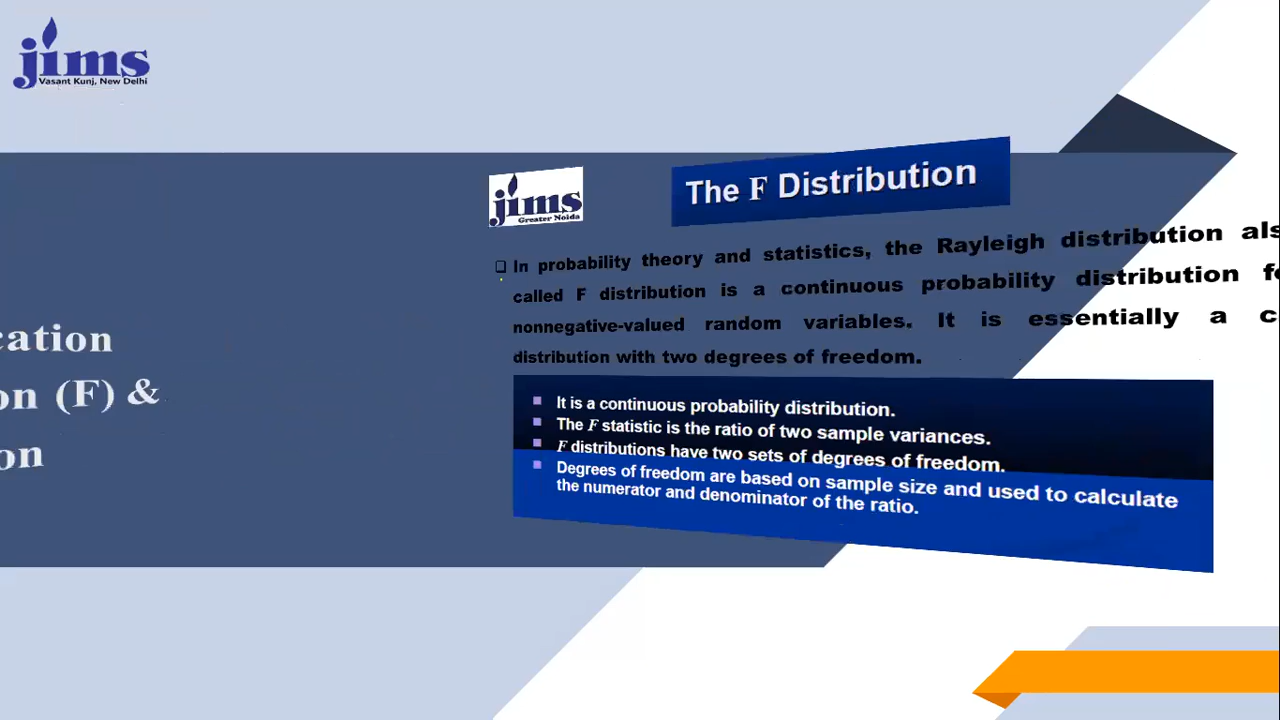 jims
Vasant Kunj, New Delhi
jims
Greater Noida
The F Distribution
❑ In probability theory and statistics, the Rayleigh distribution als
called F distribution is a continuous probability distribution fo
nonnegative-valued random variables. It is essentially a c
distribution with two degrees of freedom.
cation
on (F) &
on
▪ It is a continuous probability distribution.
▪ The F statistic is the ratio of two sample variances.
▪ F distributions have two sets of degrees of freedom.
▪ Degrees of freedom are based on sample size and used to calculate
the numerator and denominator of the ratio.